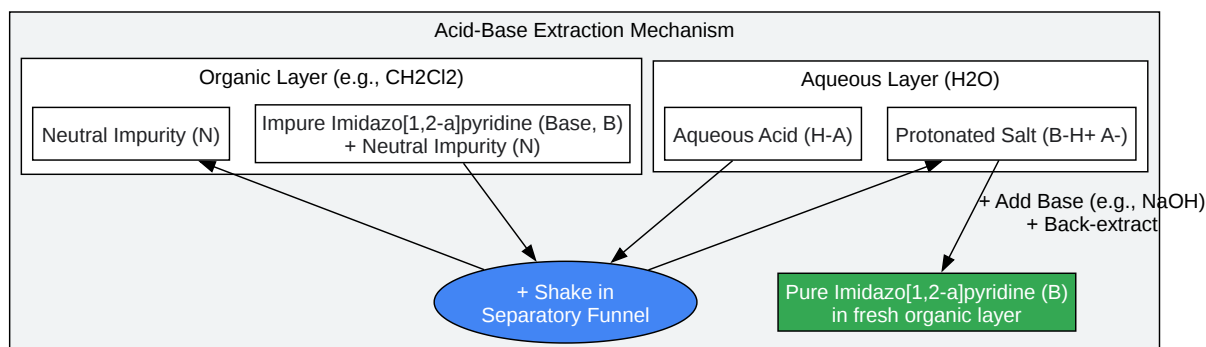 Acid-Base Extraction Mechanism
Organic Layer (e.g., CH2Cl2)
Aqueous Layer (H2O)
Neutral Impurity (N)
Impure Imidazo[1,2-a]pyridine (Base, B)
+ Neutral Impurity (N)
Aqueous Acid (H-A)
Protonated Salt (B-H+ A-)
+ Add Base (e.g., NaOH)
+ Back-extract
+ Shake in
Separatory Funnel
Pure Imidazo[1,2-a]pyridine (B)
in fresh organic layer